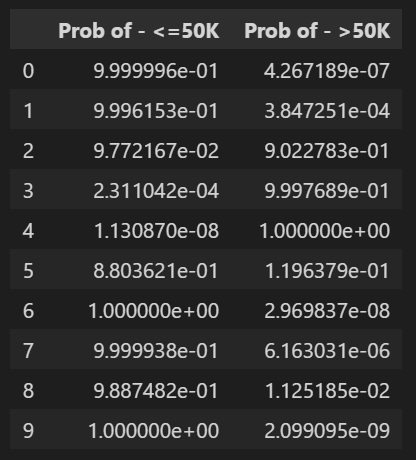 Prob of - <=50K Prob of - >50K
0 9.999996e-01 4.267189e-07
1 9.996153e-01 3.847251e-04
2 9.772167e-02 9.022783e-01
3 2.311042e-04 9.997689e-01
4 1.130870e-08 1.000000e+00
5 8.803621e-01 1.196379e-01
6 1.000000e+00 2.969837e-08
7 9.999938e-01 6.163031e-06
8 9.887482e-01 1.125185e-02
9 1.000000e+00 2.099095e-09